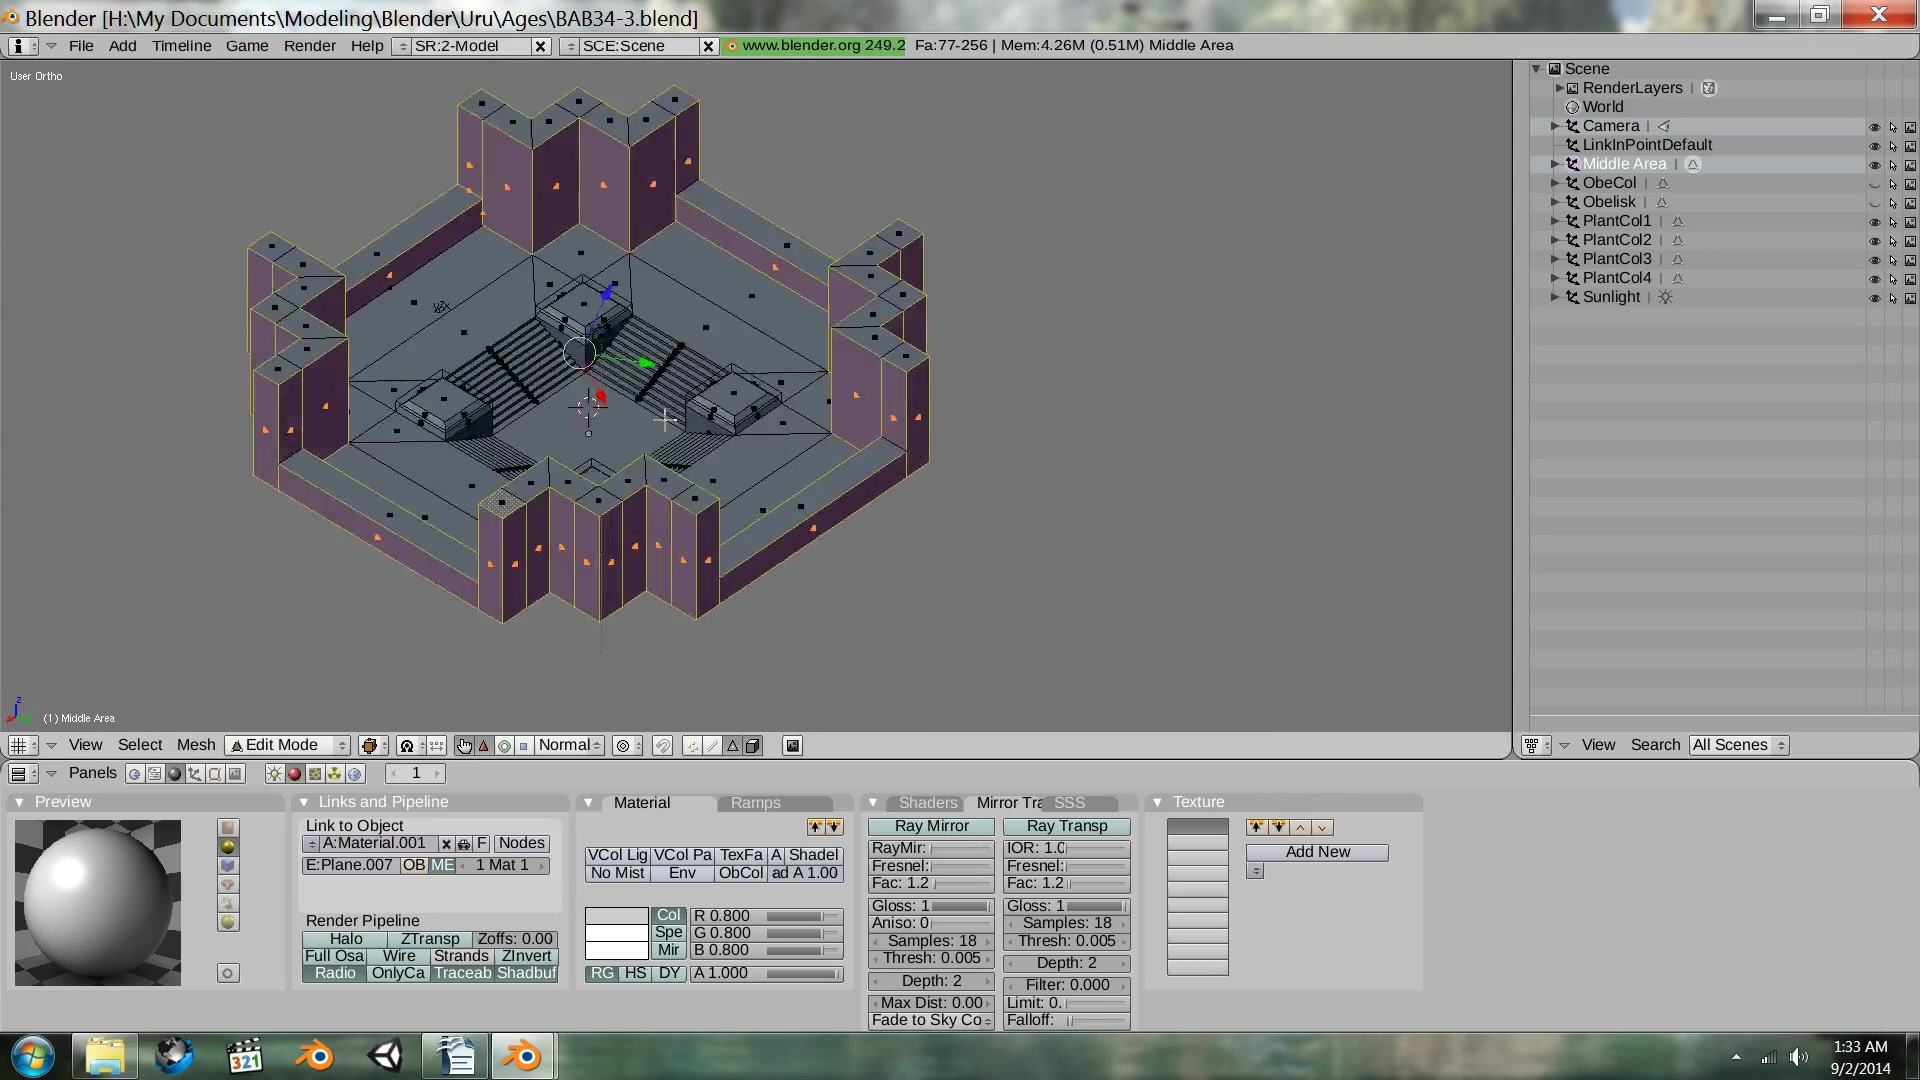 Blender [H:\My Documents\Modeling\Blender\Uru\Ages\BAB34-3.blend]
File Add Timeline Game Render Help SR:2-Model SCE:Scene www.blender.org 249.2 Fa:77-256 | Mem:4.26M (0.51M) Middle Area
User Ortho
Scene
RenderLayers
World
Camera
LinkInPointDefault
Middle Area
ObeCol
Obelisk
PlantCol1
PlantCol2
PlantCol3
PlantCol4
Sunlight
z
(1) Middle Area
View Select Mesh Edit Mode Normal
View Search All Scenes
Panels 1
Preview
Links and Pipeline
Link to Object
A:Material.001 F Nodes
E:Plane.007 OB ME 1 Mat 1
Render Pipeline
Halo ZTransp Zoffs: 0.00
Full Osa Wire Strands ZInvert
Radio OnlyCa Traceab Shadbuf
Material Ramps
VCol Lig VCol Pa TexFa A Shadel
No Mist Env ObCol ad A 1.00
Col R 0.800
Spe G 0.800
Mir B 0.800
RG HS DY A 1.000
Shaders Mirror Tra SSS
Ray Mirror Ray Transp
RayMir: IOR: 1.0
Fresnel: Fresnel:
Fac: 1.2 Fac: 1.2
Gloss: 1 Gloss: 1
Aniso: 0 Samples: 18
Samples: 18 Thresh: 0.005
Thresh: 0.005 Depth: 2
Depth: 2 Filter: 0.000
Max Dist: 0.00 Limit: 0.
Fade to Sky Co Falloff:
Texture
Add New
321
1:33 AM
9/2/2014